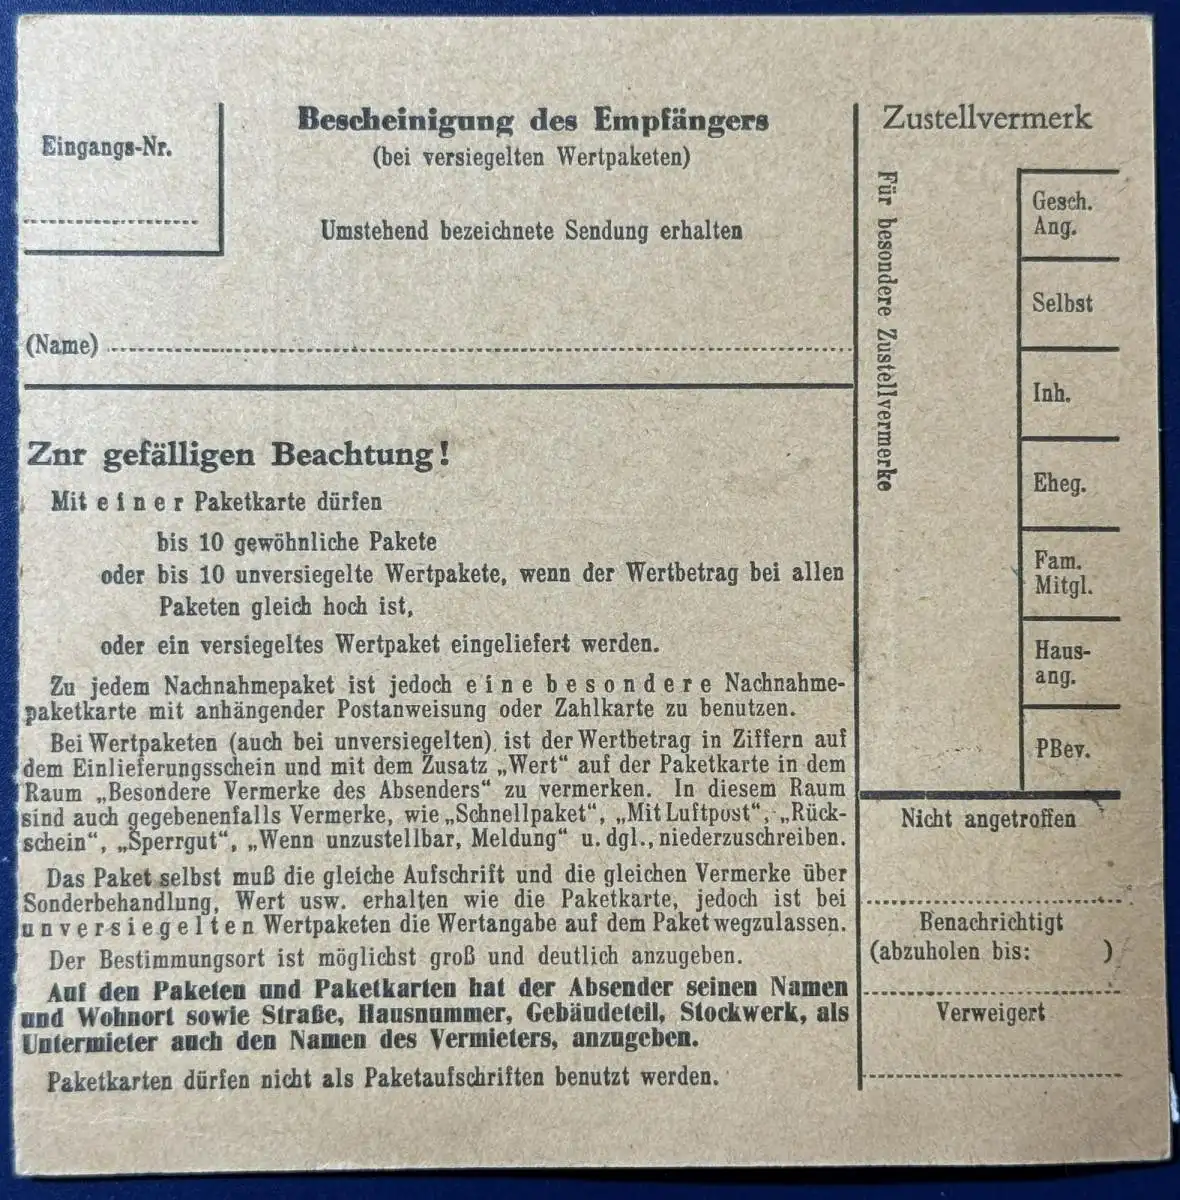 Eingangs-Nr.
Bescheinigung des Empfängers
(bei versiegelten Wertpaketen)
Umstehend bezeichnete Sendung erhalten
(Name)
Znr gefälligen Beachtung!
Mit einer Paketkarte dürfen
bis 10 gewöhnliche Pakete
oder bis 10 unversiegelte Wertpakete, wenn der Wertbetrag bei allen
Paketen gleich hoch ist,
oder ein versiegeltes Wertpaket eingeliefert werden.
Zu jedem Nachnahmepaket ist jedoch eine besondere Nachnahme-
paketkarte mit anhängender Postanweisung oder Zahlkarte zu benutzen.
Bei Wertpaketen (auch bei unversiegelten) ist der Wertbetrag in Ziffern auf
dem Einlieferungsschein und mit dem Zusatz „Wert“ auf der Paketkarte in dem
Raum „Besondere Vermerke des Absenders“ zu vermerken. In diesem Raum
sind auch gegebenenfalls Vermerke, wie „Schnellpaket“, „Mit Luftpost“, „Rück-
schein“, „Sperrgut“, „Wenn unzustellbar, Meldung“ u. dgl., niederzuschreiben.
Das Paket selbst muß die gleiche Aufschrift und die gleichen Vermerke über
Sonderbehandlung, Wert usw. erhalten wie die Paketkarte, jedoch ist bei
unversiegelten Wertpaketen die Wertangabe auf dem Paket wegzulassen.
Der Bestimmungsort ist möglichst groß und deutlich anzugeben.
Auf den Paketen und Paketkarten hat der Absender seinen Namen
und Wohnort sowie Straße, Hausnummer, Gebäudeteil, Stockwerk, als
Untermieter auch den Namen des Vermieters, anzugeben.
Paketkarten dürfen nicht als Paketaufschriften benutzt werden.
Zustellvermerk
Für besondere Zustellvermerke
Gesch.
Ang.
Selbst
Inh.
Eheg.
Fam.
Mitgl.
Haus-
ang.
PBev.
Nicht angetroffen
Benachrichtigt
(abzuholen bis: )
Verweigert